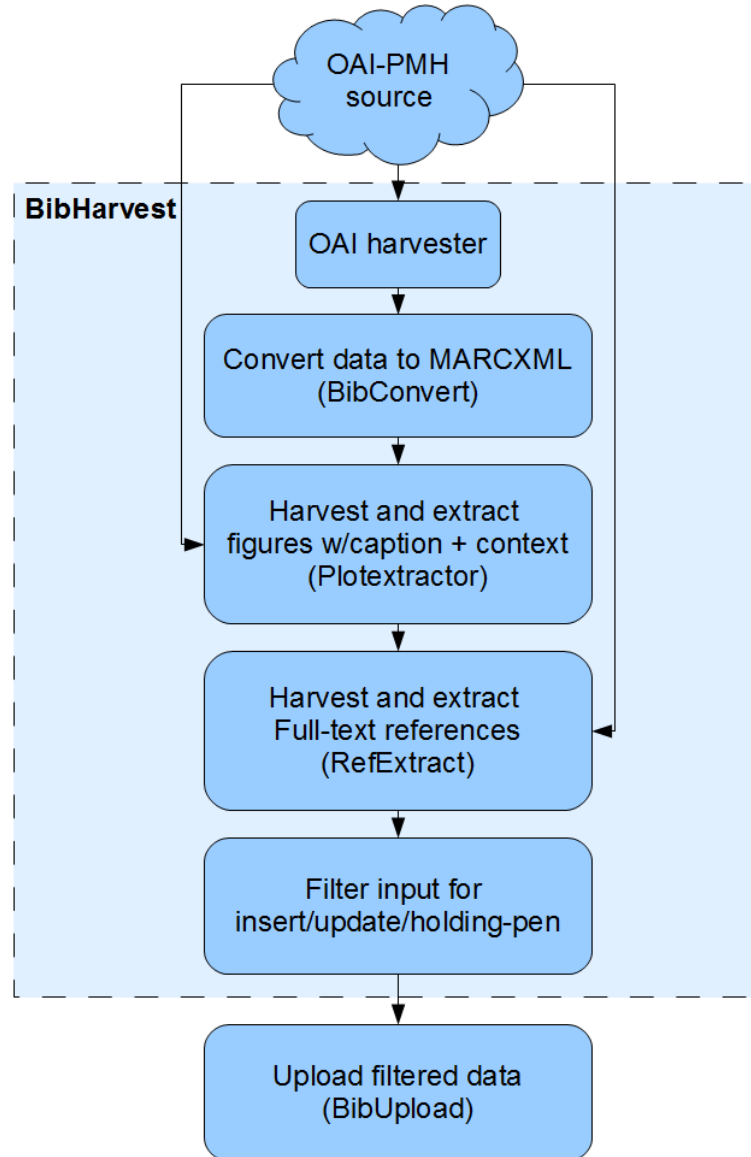 OAI-PMH
source
BibHarvest
OAI harvester
Convert data to MARCXML
(BibConvert)
Harvest and extract
figures w/caption + context
(Plotextractor)
Harvest and extract
Full-text references
(RefExtract)
Filter input for
insert/update/holding-pen
Upload filtered data
(BibUpload)